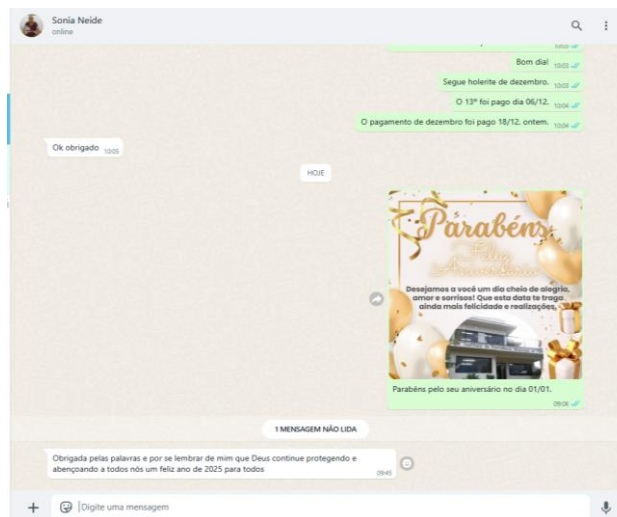 Sonia Neide
online
Bom dia!
10:03
Segue holerite de dezembro.
10:03
O 13º foi pago dia 06/12.
10:04
O pagamento de dezembro foi pago 18/12. ontem.
10:04
Ok obrigado
10:05
HOJE
Parabéns
Feliz
Aniversário
Desejamos a você um dia cheio de alegria,
amor e sorrisos! Que esta data te traga
ainda mais felicidade e realizações,
Parabéns pelo seu aniversário no dia 01/01.
09:06
1 MENSAGEM NÃO LIDA
Obrigada pelas palavras e por se lembrar de mim que Deus continue protegendo e
abençoando a todos nós um feliz ano de 2025 para todos
09:45
Digite uma mensagem